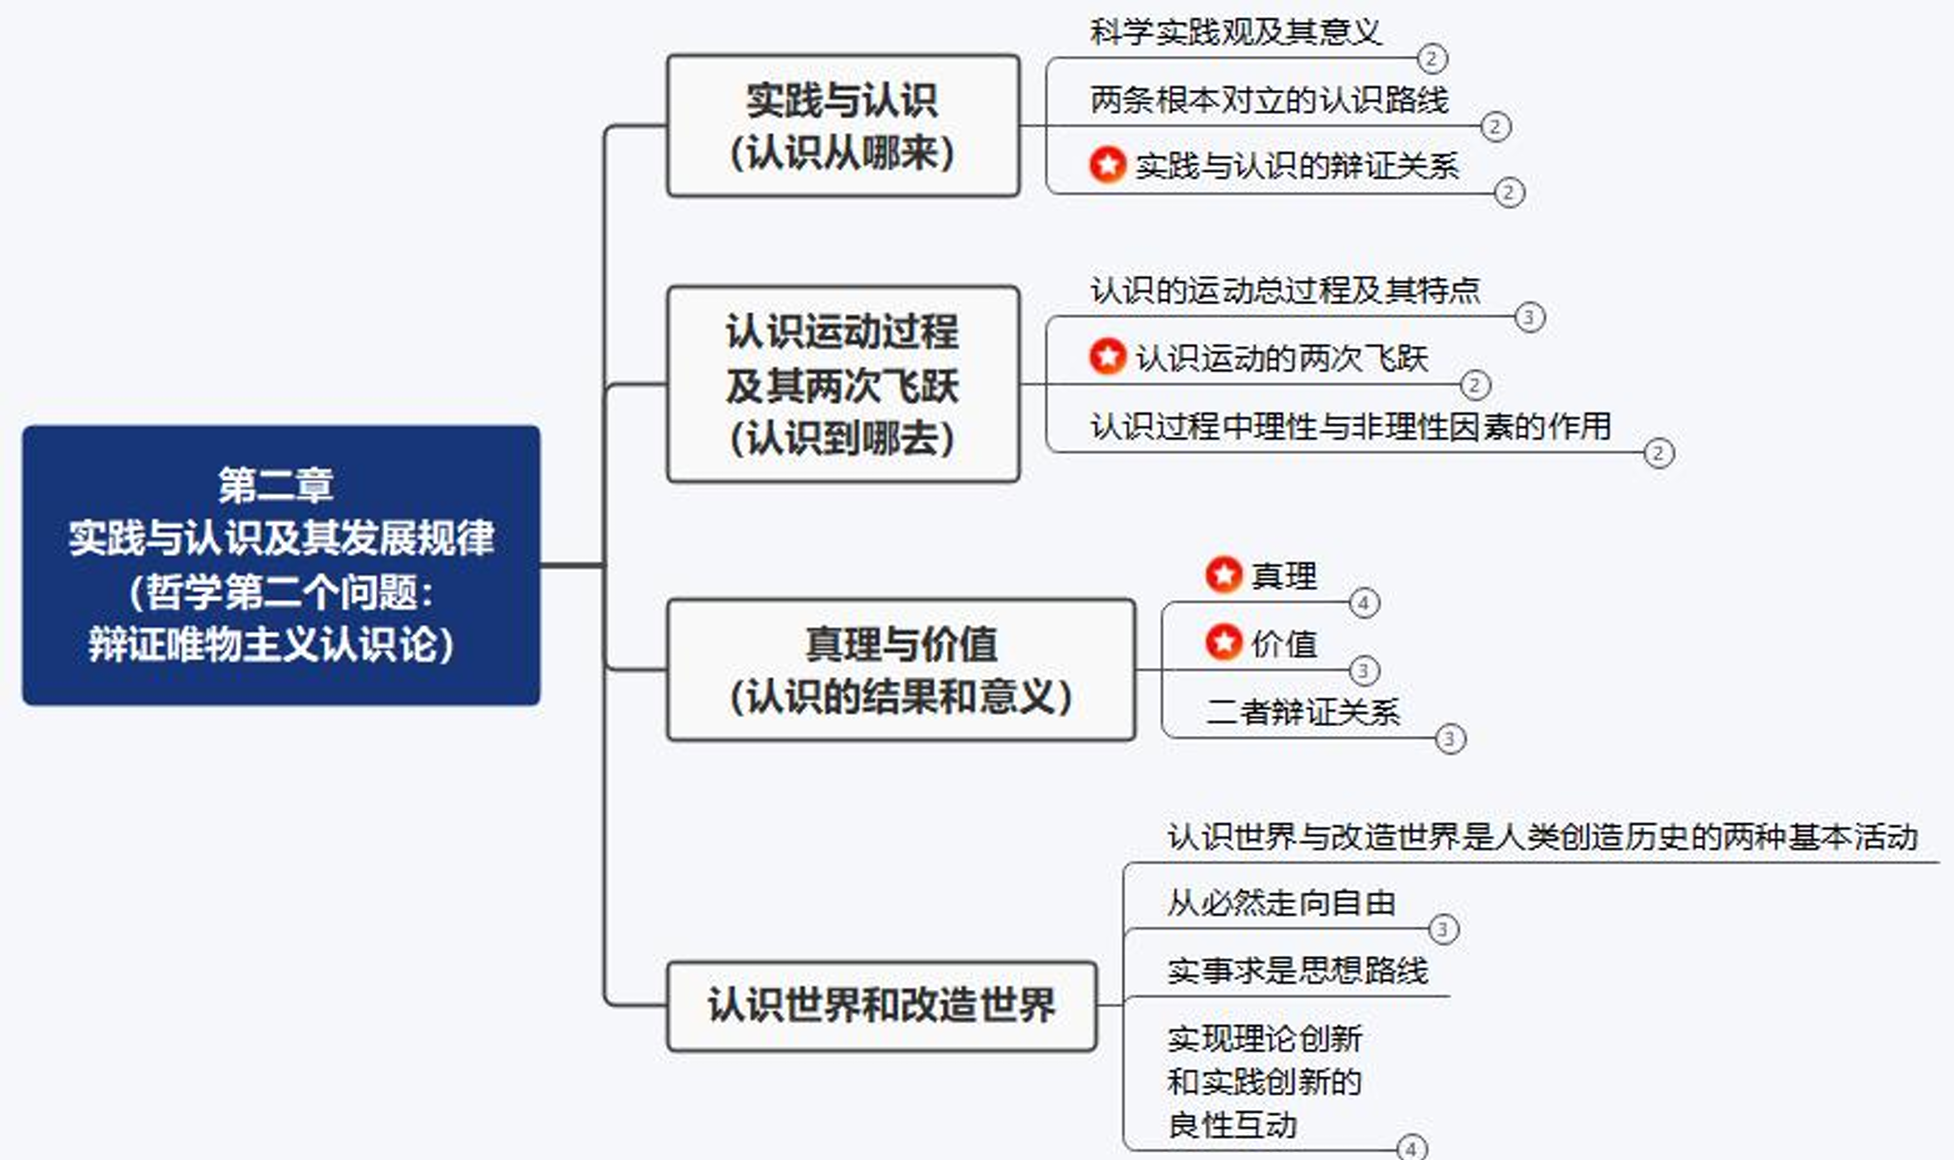 第二章
实践与认识及其发展规律
（哲学第二个问题：
辩证唯物主义认识论）
实践与认识
（认识从哪来）
科学实践观及其意义
2
两条根本对立的认识路线
2
实践与认识的辩证关系
2
认识运动过程
及其两次飞跃
（认识到哪去）
认识的运动总过程及其特点
3
认识运动的两次飞跃
2
认识过程中理性与非理性因素的作用
2
真理与价值
（认识的结果和意义）
真理
4
价值
3
二者辩证关系
3
认识世界和改造世界
认识世界与改造世界是人类创造历史的两种基本活动
从必然走向自由
3
实事求是思想路线
实现理论创新
和实践创新的
良性互动
4